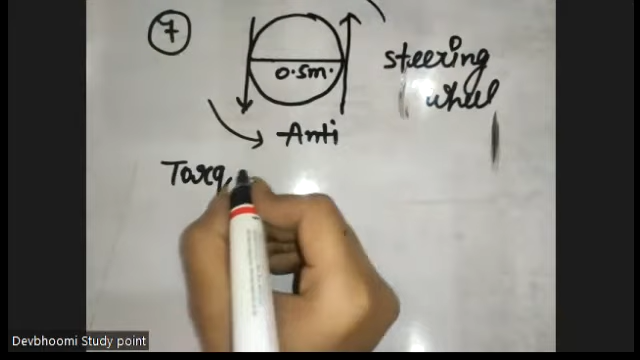 7
0.5m.
steering
wheel
Anti
Torq
Devbhoomi Study point